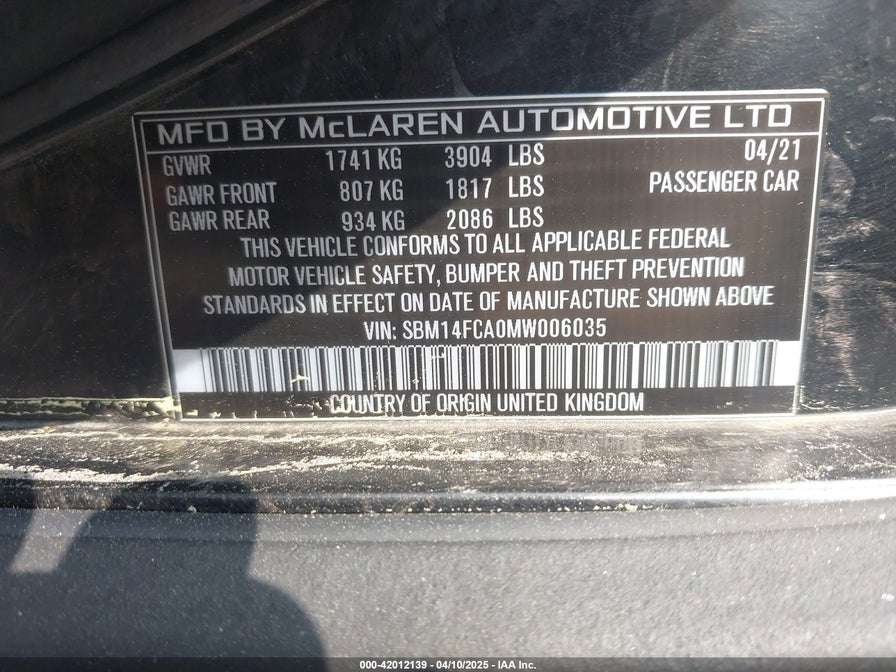 MFD BY McLAREN AUTOMOTIVE LTD
GVWR 1741 KG 3904 LBS 04/21
GAWR FRONT 807 KG 1817 LBS PASSENGER CAR
GAWR REAR 934 KG 2086 LBS
THIS VEHICLE CONFORMS TO ALL APPLICABLE FEDERAL
MOTOR VEHICLE SAFETY, BUMPER AND THEFT PREVENTION
STANDARDS IN EFFECT ON DATE OF MANUFACTURE SHOWN ABOVE
VIN: SBM14FCA0MW006035
COUNTRY OF ORIGIN UNITED KINGDOM
000-42012139 - 04/10/2025 - IAA Inc.